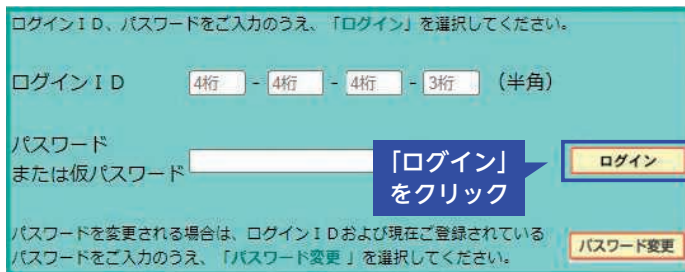 ログインＩＤ、パスワードをご入力のうえ、「ログイン」を選択してください。
ログインＩＤ 4桁 - 4桁 - 4桁 - 3桁 （半角）
パスワード
または仮パスワード
「ログイン」
をクリック
ログイン
パスワードを変更される場合は、ログインＩＤおよび現在ご登録されている
パスワードをご入力のうえ、「パスワード変更 」を選択してください。
パスワード変更